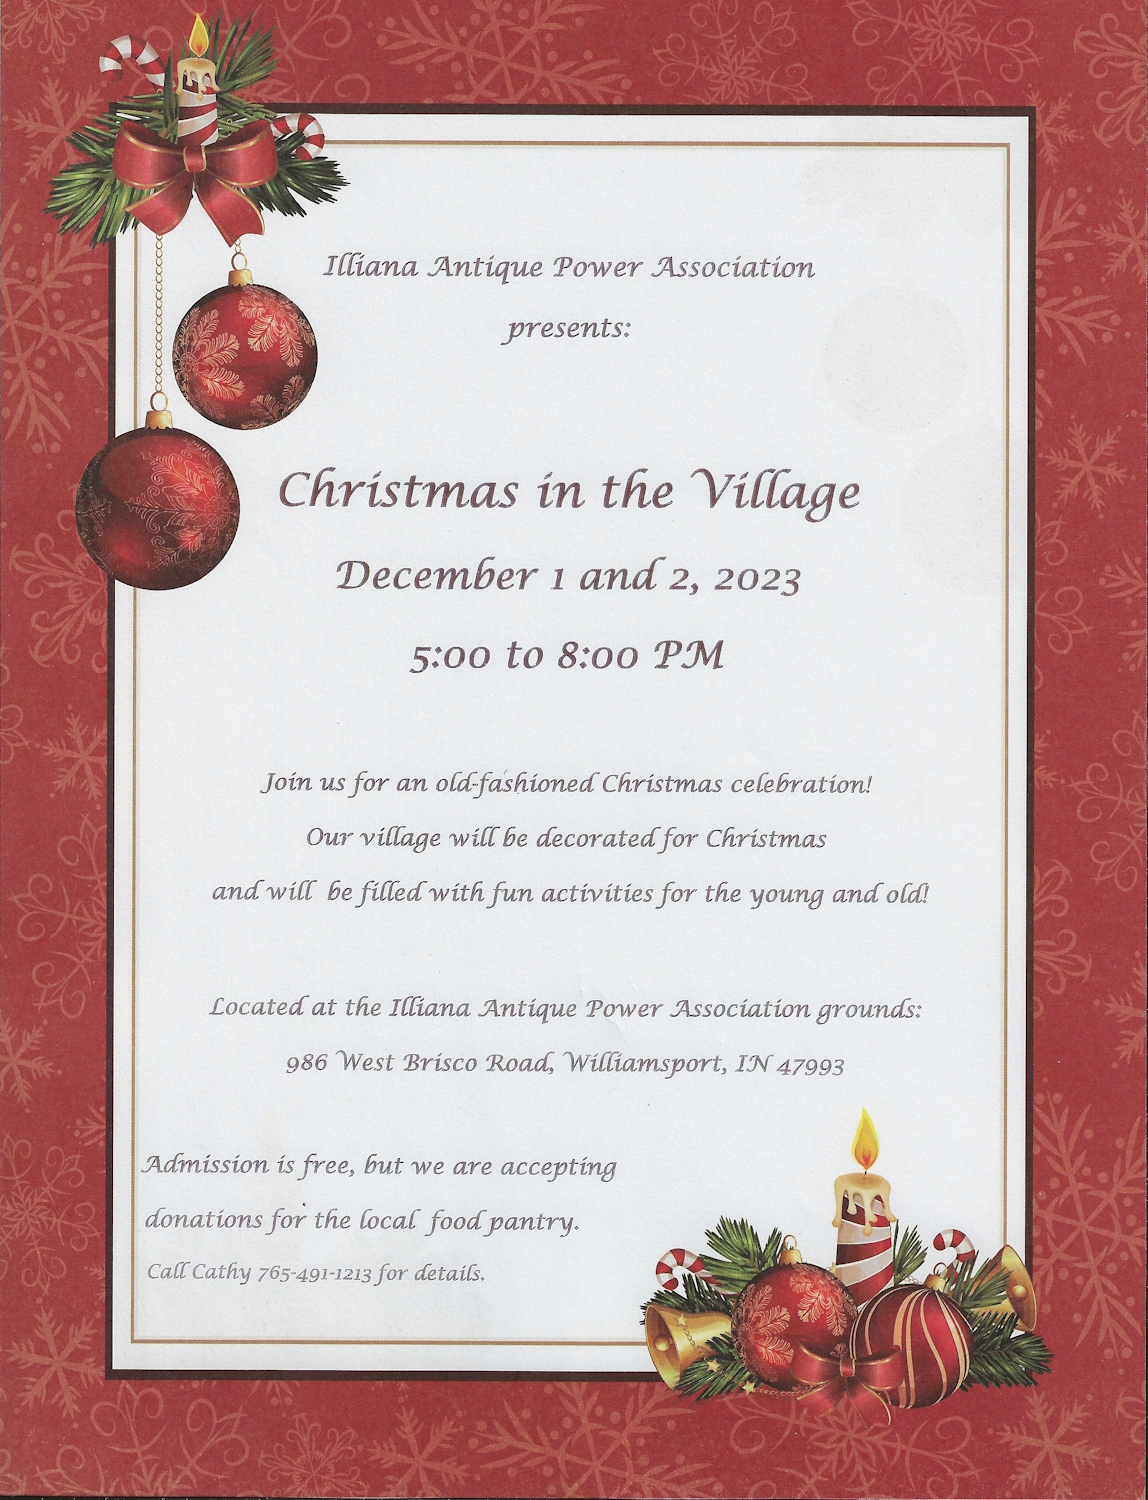 Illiana Antique Power Association
presents:
Christmas in the Village
December 1 and 2, 2023
5:00 to 8:00 PM
Join us for an old-fashioned Christmas celebration!
Our village will be decorated for Christmas
and will be filled with fun activities for the young and old!
Located at the Illiana Antique Power Association grounds:
986 West Brisco Road, Williamsport, IN 47993
Admission is free, but we are accepting
donations for the local food pantry.
Call Cathy 765-491-1213 for details.